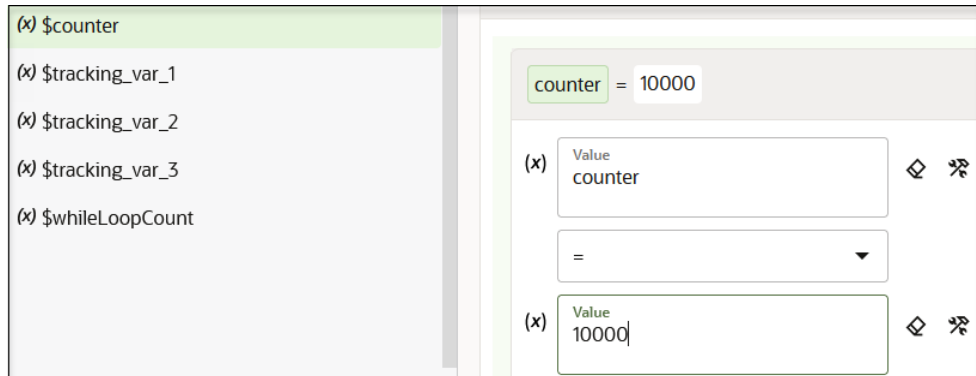 (x) $counter
(x) $tracking_var_1
(x) $tracking_var_2
(x) $tracking_var_3
(x) $whileLoopCount
counter = 10000
(x) Value
counter
=
(x) Value
10000